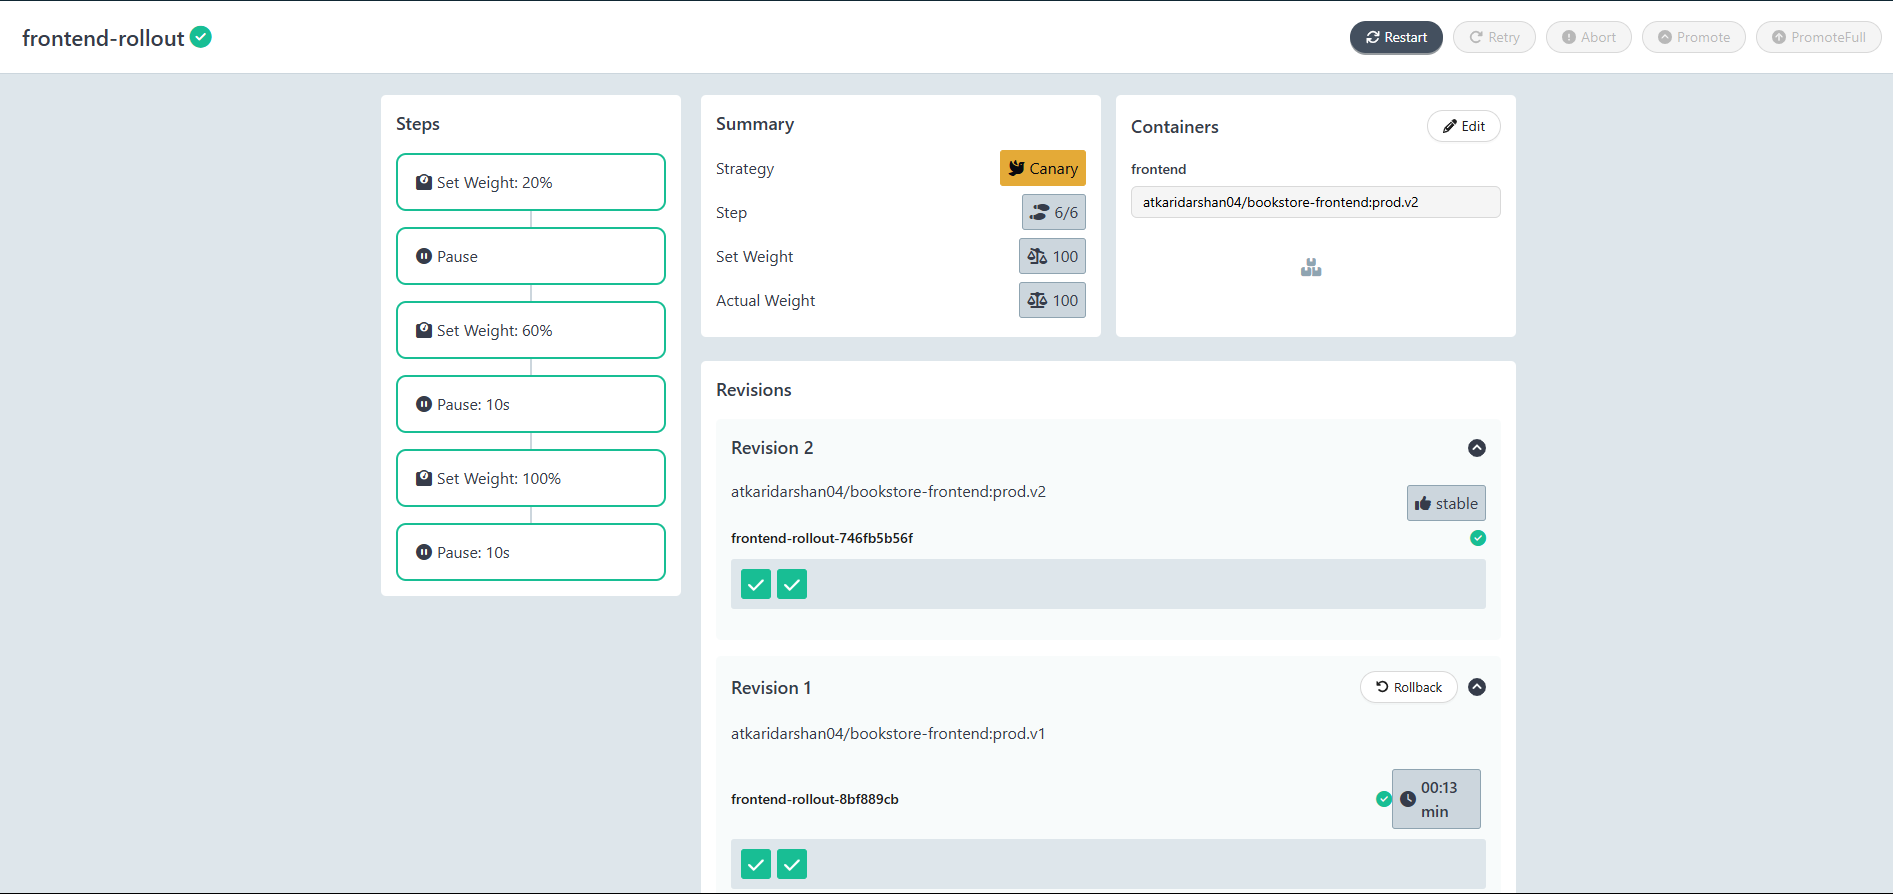 frontend-rollout
Restart
Retry
Abort
Promote
PromoteFull
Steps
Set Weight: 20%
Pause
Set Weight: 60%
Pause: 10s
Set Weight: 100%
Pause: 10s
Summary
Strategy
Canary
Step
6/6
Set Weight
100
Actual Weight
100
Containers
Edit
frontend
atkaridarshan04/bookstore-frontend:prod.v2
Revisions
Revision 2
atkaridarshan04/bookstore-frontend:prod.v2
stable
frontend-rollout-746fb5b56f
Revision 1
Rollback
atkaridarshan04/bookstore-frontend:prod.v1
frontend-rollout-8bf889cb
00:13
min